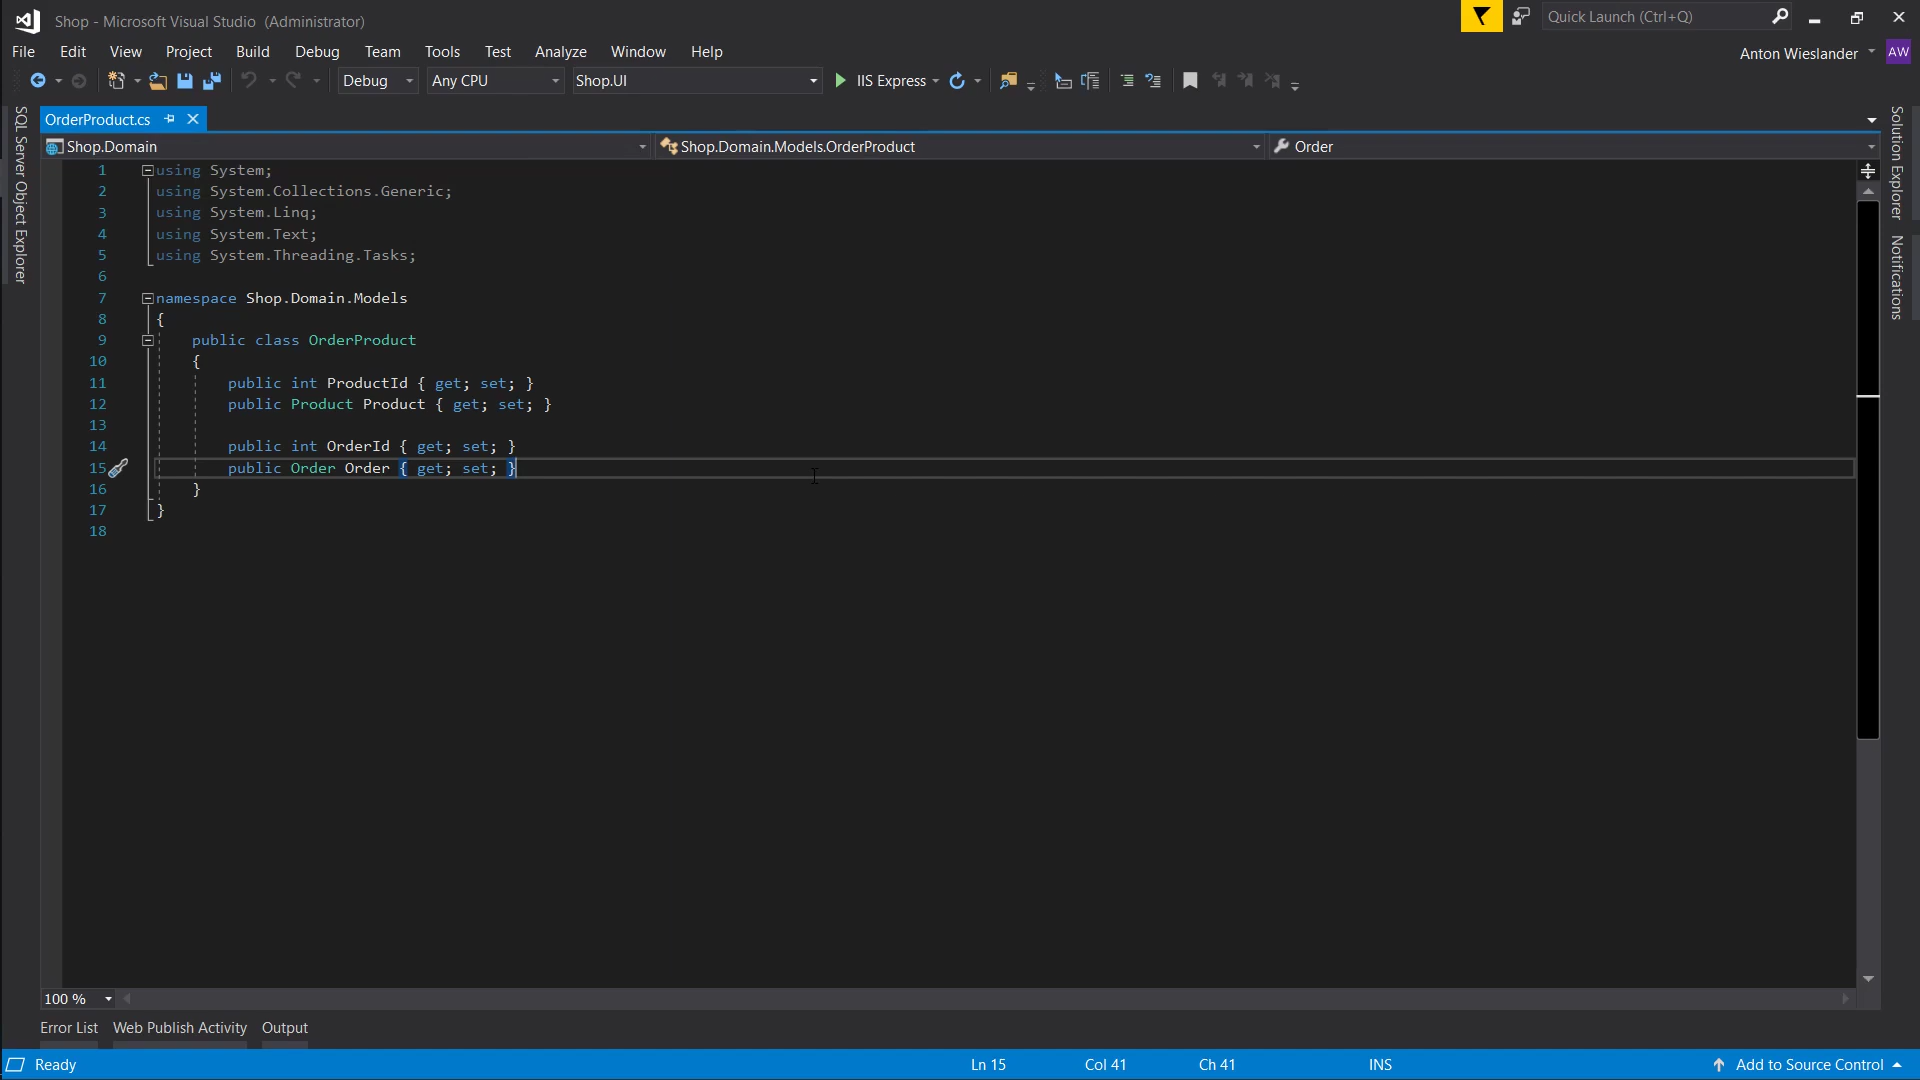 Shop - Microsoft Visual Studio (Administrator)
Quick Launch (Ctrl+Q)
File Edit View Project Build Debug Team Tools Test Analyze Window Help
Anton Wieslander AW
Debug Any CPU Shop.UI IIS Express
SQL Server Object Explorer
OrderProduct.cs
Shop.Domain Shop.Domain.Models.OrderProduct Order
1 using System;
2 using System.Collections.Generic;
3 using System.Linq;
4 using System.Text;
5 using System.Threading.Tasks;
6
7 namespace Shop.Domain.Models
8 {
9 public class OrderProduct
10 {
11 public int ProductId { get; set; }
12 public Product Product { get; set; }
13
14 public int OrderId { get; set; }
15 public Order Order { get; set; }
16 }
17 }
18
Solution Explorer
Notifications
100 %
Error List Web Publish Activity Output
Ready Ln 15 Col 41 Ch 41 INS Add to Source Control